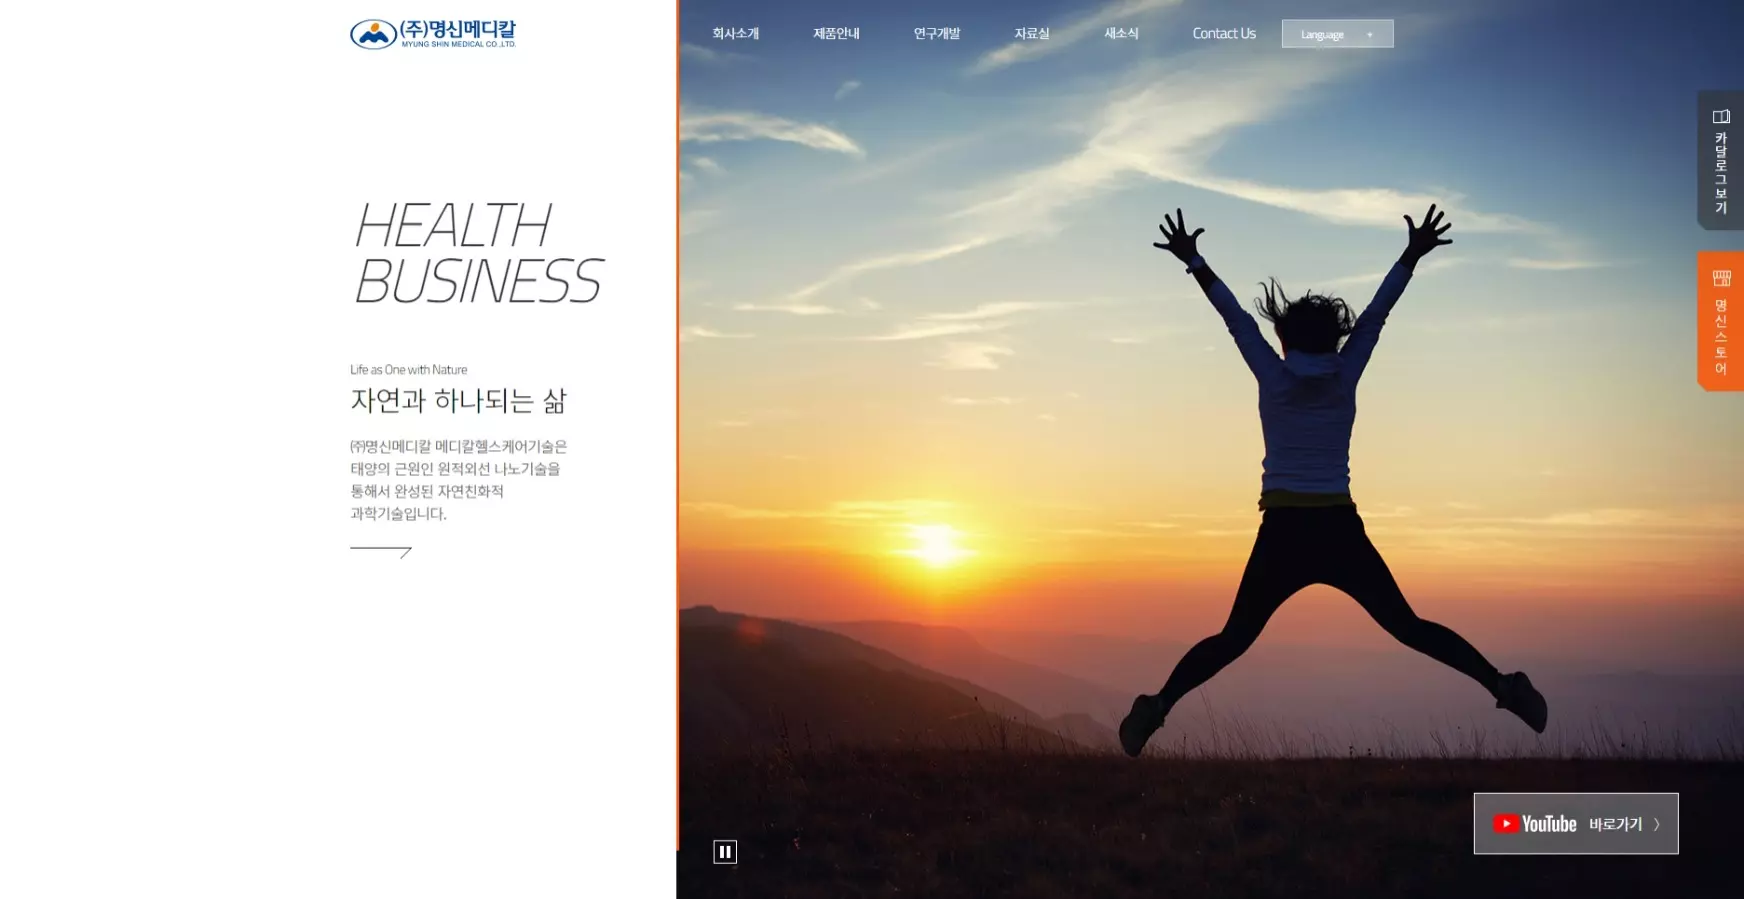 (주)명신메디칼
MYUNG SHIN MEDICAL CO.,LTD.
회사소개
제품안내
연구개발
자료실
새소식
Contact Us
Language
카달로그보기
명신스토어
HEALTH
BUSINESS
Life as One with Nature
자연과 하나되는 삶
㈜명신메디칼 메디칼헬스케어기술은
태양의 근원인 원적외선 나노기술을
통해서 완성된 자연친화적
과학기술입니다.
YouTube 바로가기